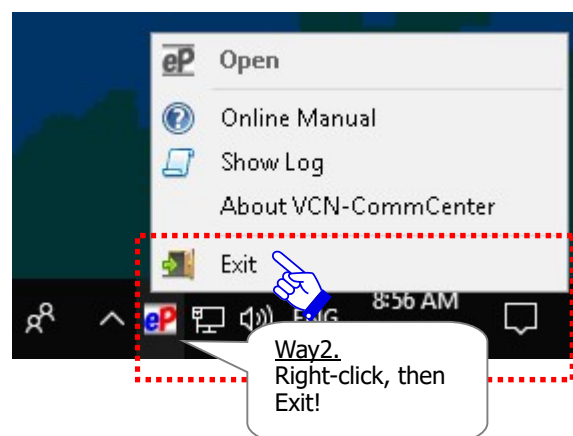 eP Open
Online Manual
Show Log
About VCN-CommCenter
Exit
eP ENG 8:56 AM
Way2.
Right-click, then
Exit!